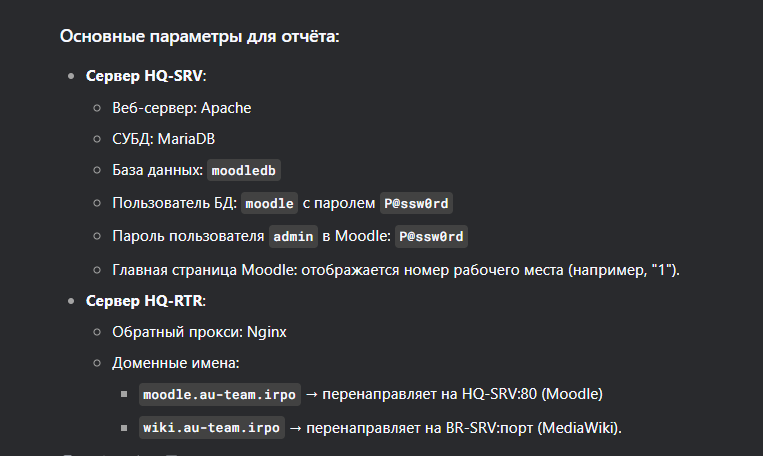 Основные параметры для отчёта:
Сервер HQ-SRV:
Веб-сервер: Apache
СУБД: MariaDB
База данных: moodledb
Пользователь БД: moodle с паролем P@ssw0rd
Пароль пользователя admin в Moodle: P@ssw0rd
Главная страница Moodle: отображается номер рабочего места (например, "1").
Сервер HQ-RTR:
Обратный прокси: Nginx
Доменные имена:
moodle.au-team.irpo → перенаправляет на HQ-SRV:80 (Moodle)
wiki.au-team.irpo → перенаправляет на BR-SRV:порт (MediaWiki).